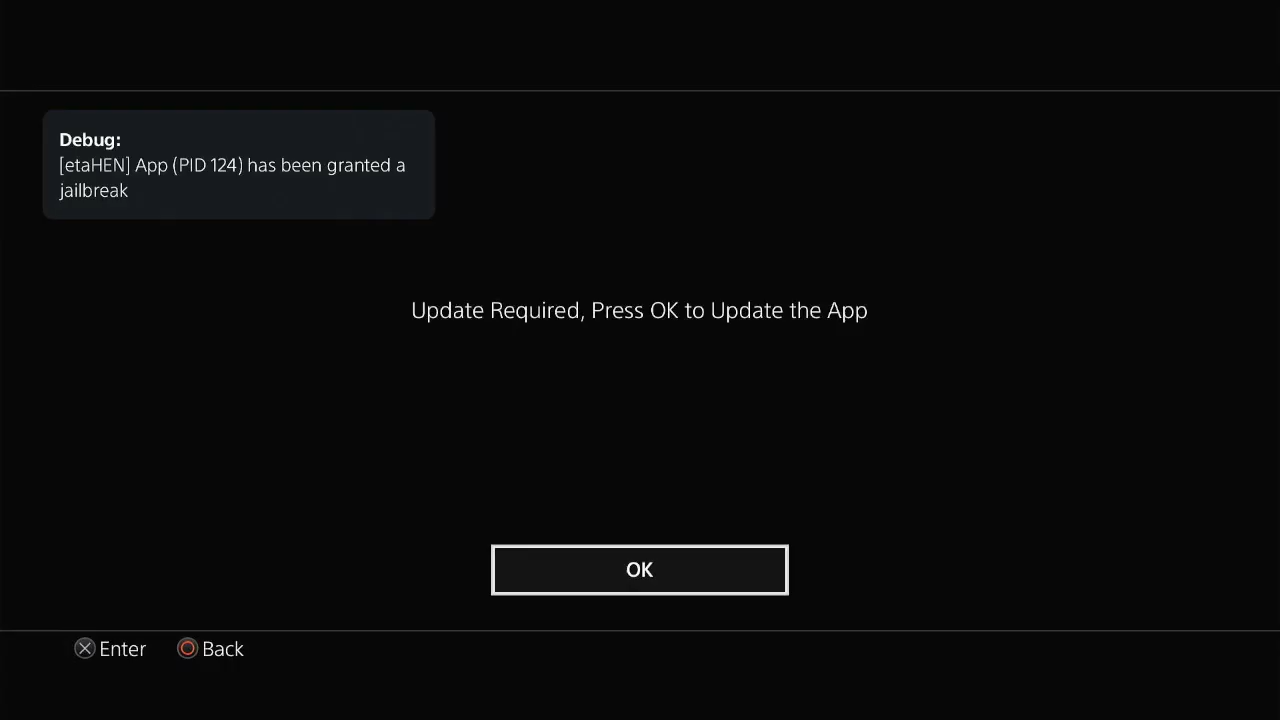 Debug:
[etaHEN] App (PID 124) has been granted a
jailbreak
Update Required, Press OK to Update the App
OK
Enter
Back